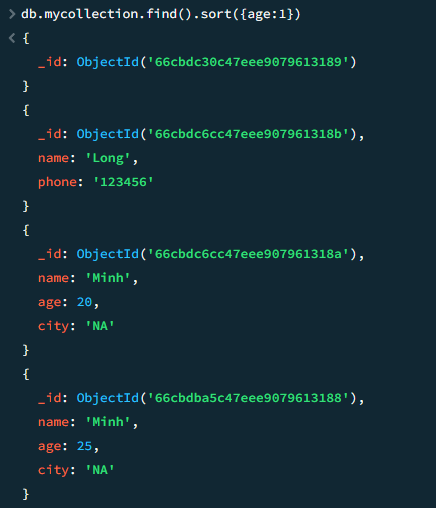 > db.mycollection.find().sort({age:1})
< {
_id: ObjectId('66cbdc30c47eee9079613189')
}
{
_id: ObjectId('66cbdc6cc47eee907961318b'),
name: 'Long',
phone: '123456'
}
{
_id: ObjectId('66cbdc6cc47eee907961318a'),
name: 'Minh',
age: 20,
city: 'NA'
}
{
_id: ObjectId('66cbdba5c47eee9079613188'),
name: 'Minh',
age: 25,
city: 'NA'
}